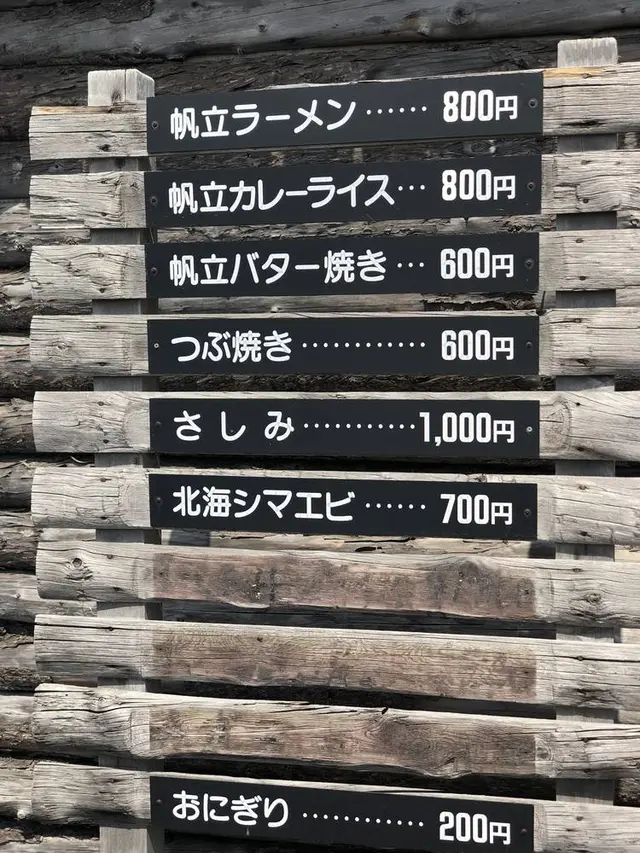 帆立ラーメン……800円
帆立カレーライス…800円
帆立バター焼き…600円
つぶ焼き…………600円
さしみ…………1,000円
北海シマエビ……700円
おにぎり…………200円